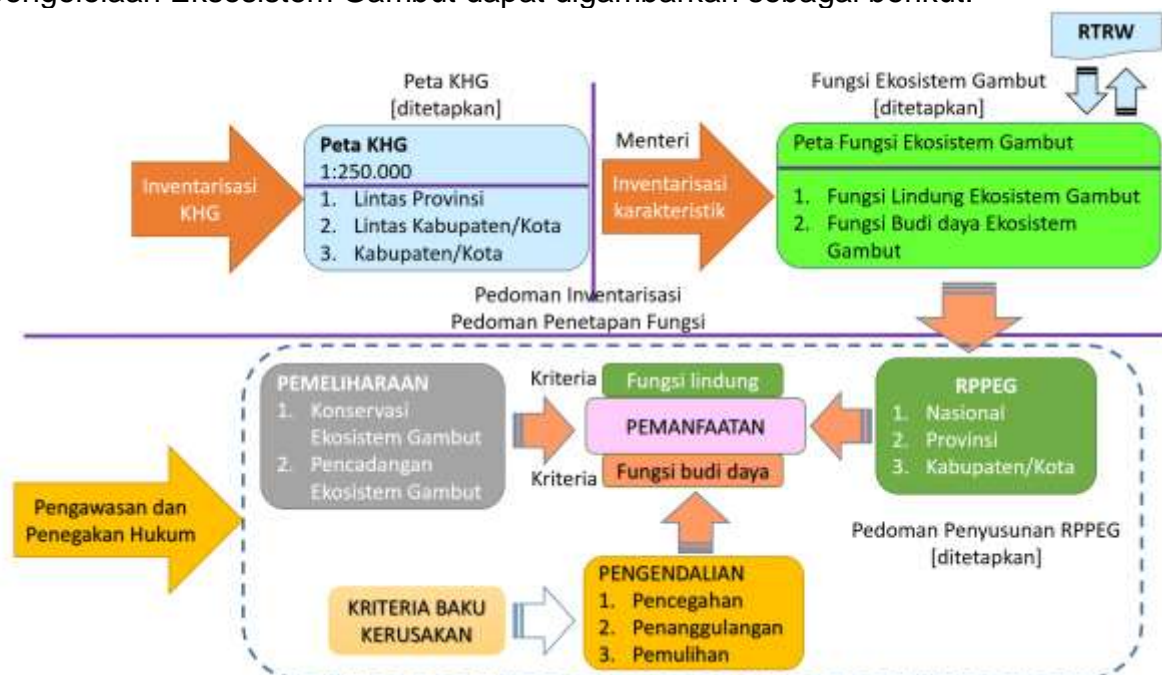 Pengelolaan Ekosistem Gambut dapat digambarkan sebagai berikut:
RTRW
Peta KHG
[ditetapkan]
Fungsi Ekosistem Gambut
[ditetapkan]
Inventarisasi
KHG
Peta KHG
1:250.000
1. Lintas Provinsi
2. Lintas Kabupaten/Kota
3. Kabupaten/Kota
Menteri
Inventarisasi
karakteristik
Peta Fungsi Ekosistem Gambut
1. Fungsi Lindung Ekosistem Gambut
2. Fungsi Budi daya Ekosistem
Gambut
Pedoman Inventarisasi
Pedoman Penetapan Fungsi
Pengawasan dan
Penegakan Hukum
PEMELIHARAAN
1. Konservasi
Ekosistem Gambut
2. Pencadangan
Ekosistem Gambut
Kriteria
Fungsi lindung
PEMANFAATAN
Kriteria
Fungsi budi daya
RPPEG
1. Nasional
2. Provinsi
3. Kabupaten/Kota
Pedoman Penyusunan RPPEG
[ditetapkan]
KRITERIA BAKU
KERUSAKAN
PENGENDALIAN
1. Pencegahan
2. Penanggulangan
3. Pemulihan